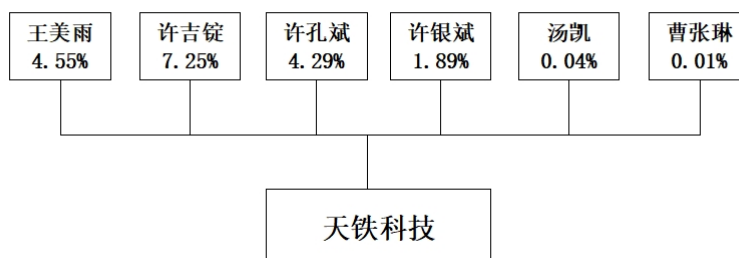 王美雨
4.55%
许吉锭
7.25%
许孔斌
4.29%
许银斌
1.89%
汤凯
0.04%
曹张琳
0.01%
天铁科技